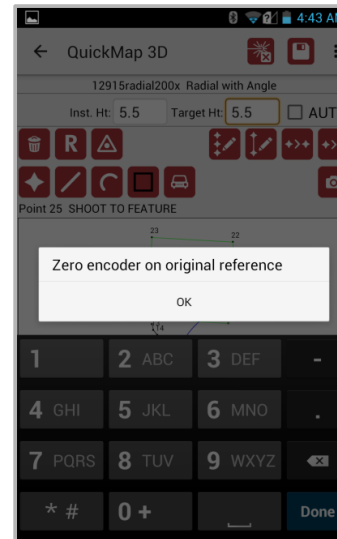 4:43 AM
QuickMap 3D
12915radial200x Radial with Angle
Inst. Ht: 5.5 Target Ht: 5.5 AUT
R
Point 25 SHOOT TO FEATURE
23 22
Zero encoder on original reference
OK
1 2 ABC 3 DEF -
4 GHI 5 JKL 6 MNO .
7 PQRS 8 TUV 9 WXYZ
* # 0 + Done